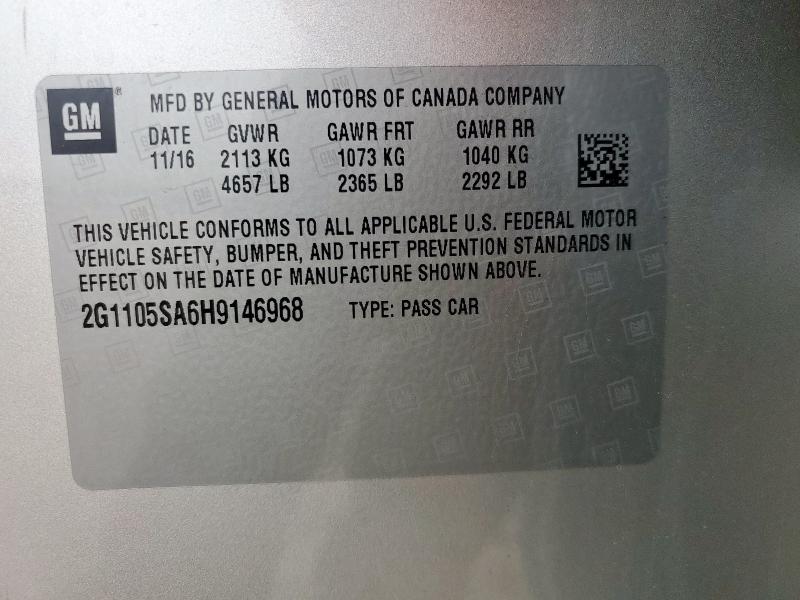 GM®
MFD BY GENERAL MOTORS OF CANADA COMPANY
DATE GVWR GAWR FRT GAWR RR
11/16 2113 KG 1073 KG 1040 KG
4657 LB 2365 LB 2292 LB
THIS VEHICLE CONFORMS TO ALL APPLICABLE U.S. FEDERAL MOTOR
VEHICLE SAFETY, BUMPER, AND THEFT PREVENTION STANDARDS IN
EFFECT ON THE DATE OF MANUFACTURE SHOWN ABOVE.
2G1105SA6H9146968 TYPE: PASS CAR